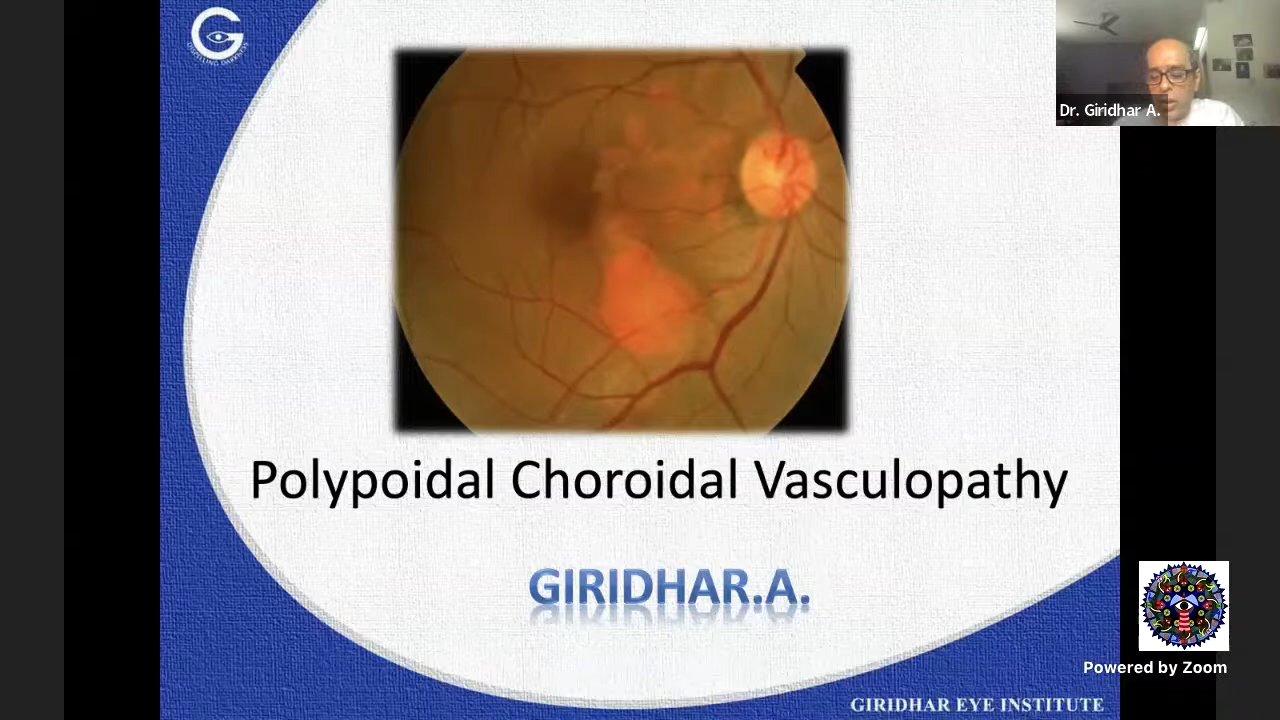 Dr. Giridhar A.
Polypoidal Choroidal Vasculopathy
GIRIDHAR.A.
Powered by Zoom
GIRIDHAR EYE INSTITUTE